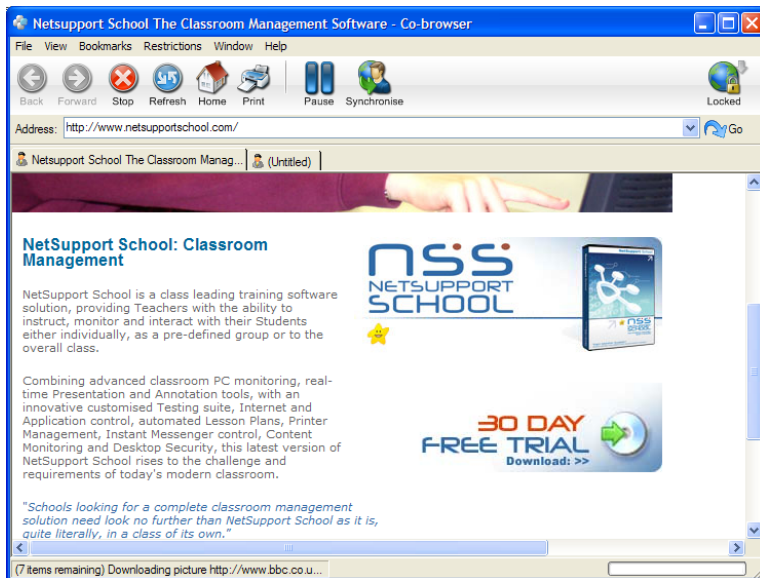 Netsupport School The Classroom Management Software - Co-browser
File View Bookmarks Restrictions Window Help
Back Forward Stop Refresh Home Print Pause Synchronise Locked
Address: http://www.netsupportschool.com/ Go
Netsupport School The Classroom Manag... (Untitled)
NetSupport School: Classroom
Management
NetSupport School is a class leading training software
solution, providing Teachers with the ability to
instruct, monitor and interact with their Students
either individually, as a pre-defined group or to the
overall class.
Combining advanced classroom PC monitoring, real-
time Presentation and Annotation tools, with an
innovative customised Testing suite, Internet and
Application control, automated Lesson Plans, Printer
Management, Instant Messenger control, Content
Monitoring and Desktop Security, this latest version of
NetSupport School rises to the challenge and
requirements of today's modern classroom.
"Schools looking for a complete classroom management
solution need look no further than NetSupport School as it is,
quite literally, in a class of its own."
nss
NETSUPPORT
SCHOOL
nss
30 DAY
FREE TRIAL
Download: >>
(7 items remaining) Downloading picture http://www.bbc.co.u...